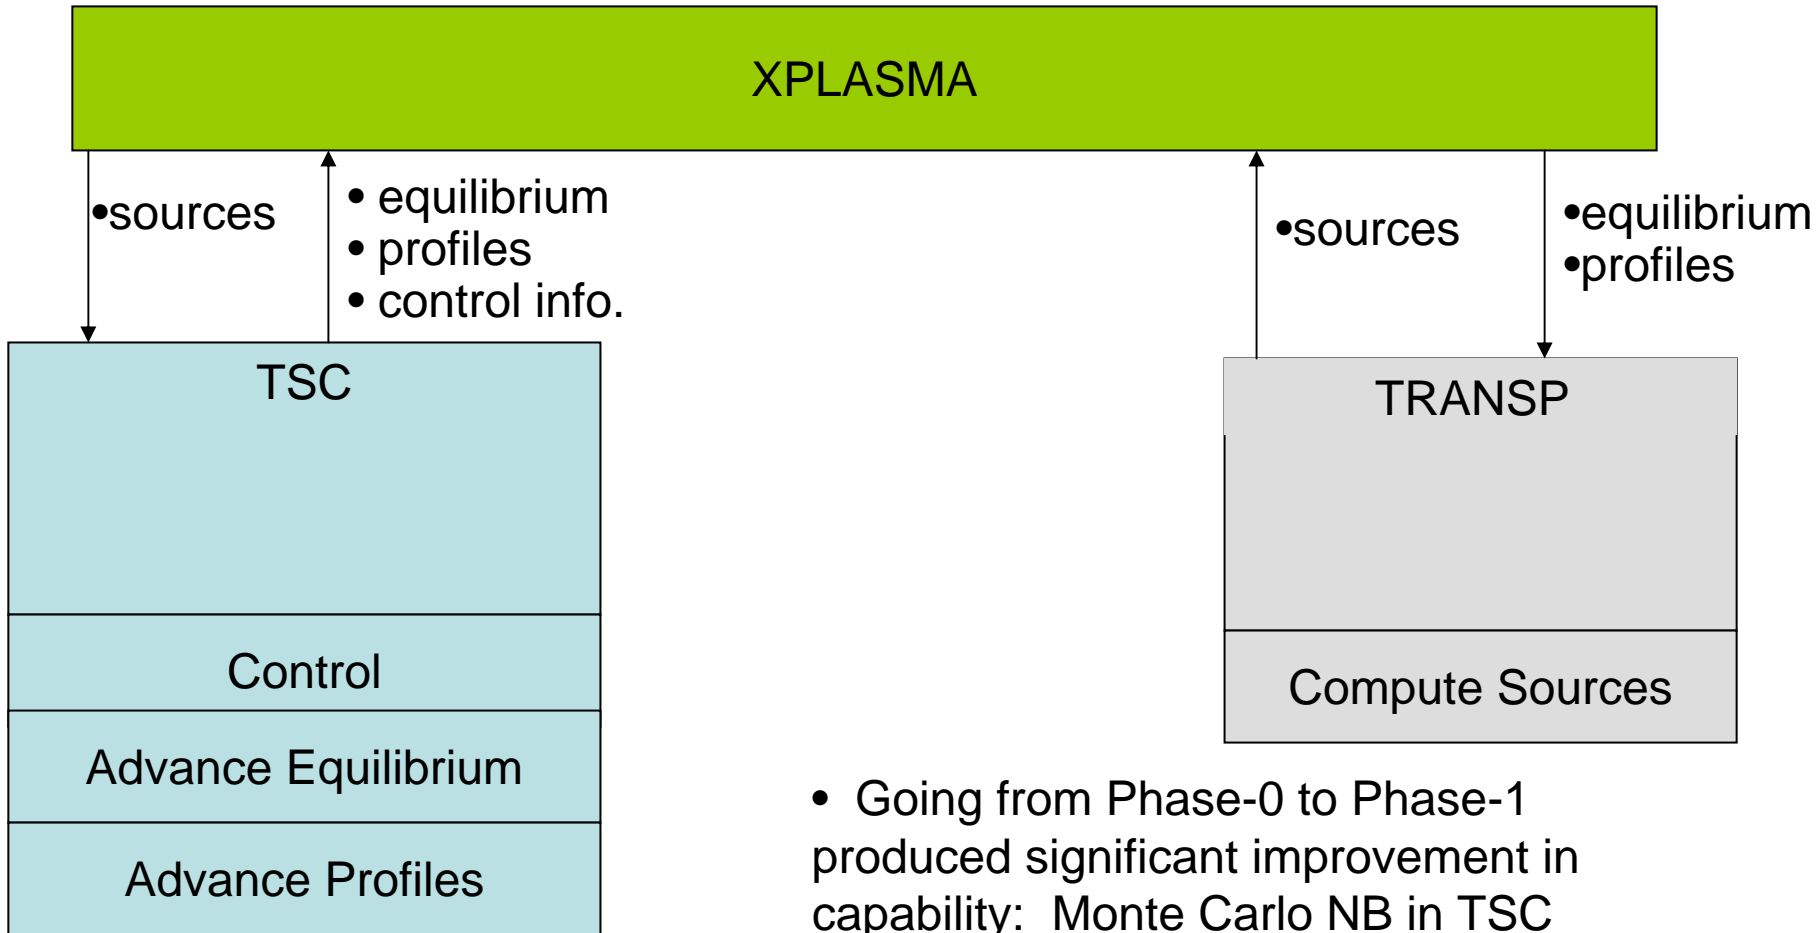 XPLASMA
•sources
• equilibrium
• profiles
• control info.
•sources
•equilibrium
•profiles
TSC
Control
Advance Equilibrium
Advance Profiles
TRANSP
Compute Sources
• Going from Phase-0 to Phase-1
produced significant improvement in
capability: Monte Carlo NB in TSC